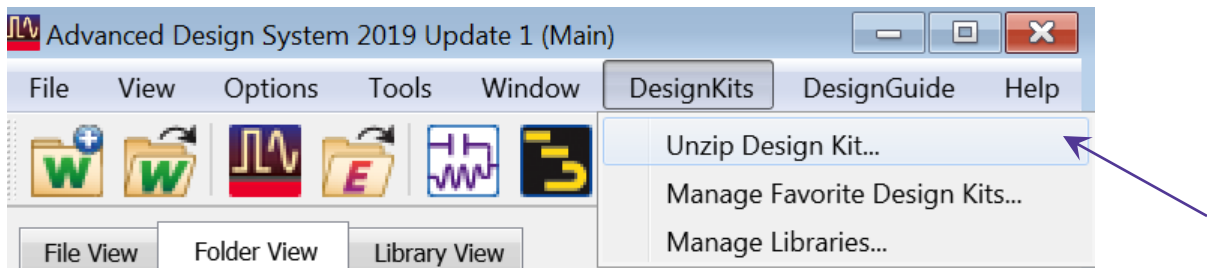 Advanced Design System 2019 Update 1 (Main)
File View Options Tools Window DesignKits DesignGuide Help
W W E
Unzip Design Kit...
Manage Favorite Design Kits...
Manage Libraries...
File View Folder View Library View